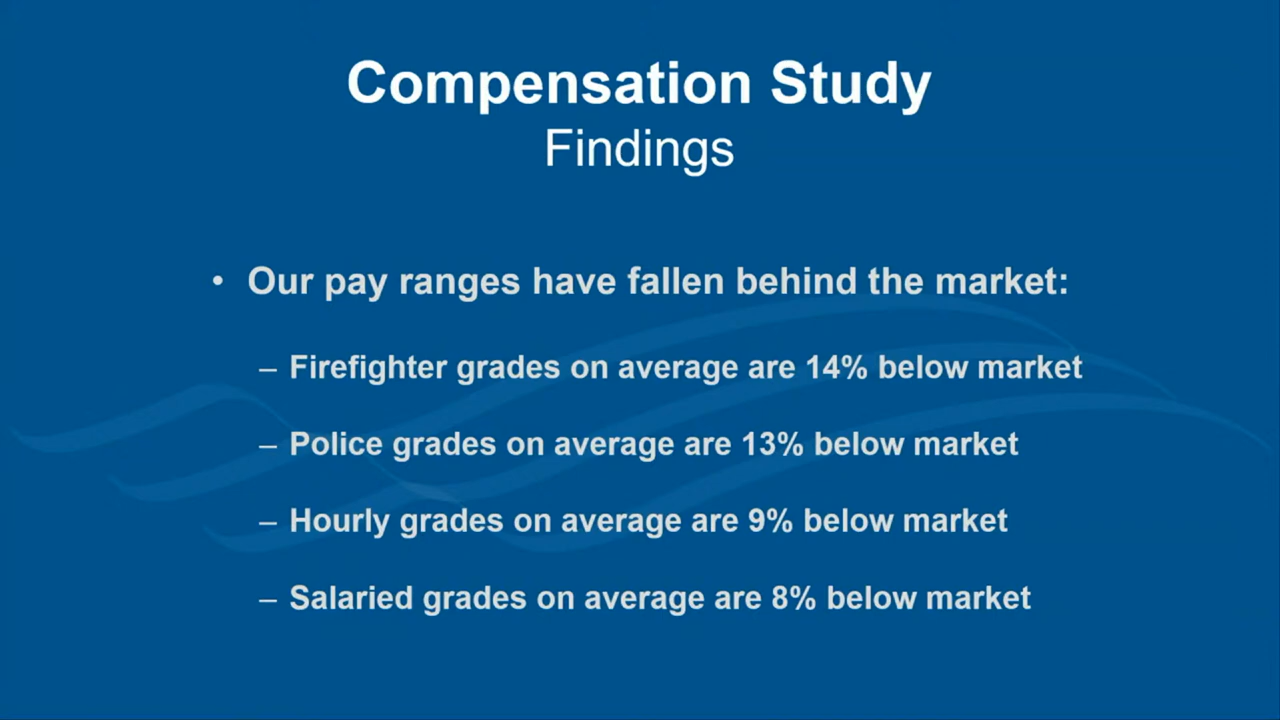 Compensation Study
Findings
• Our pay ranges have fallen behind the market:
– Firefighter grades on average are 14% below market
– Police grades on average are 13% below market
– Hourly grades on average are 9% below market
– Salaried grades on average are 8% below market